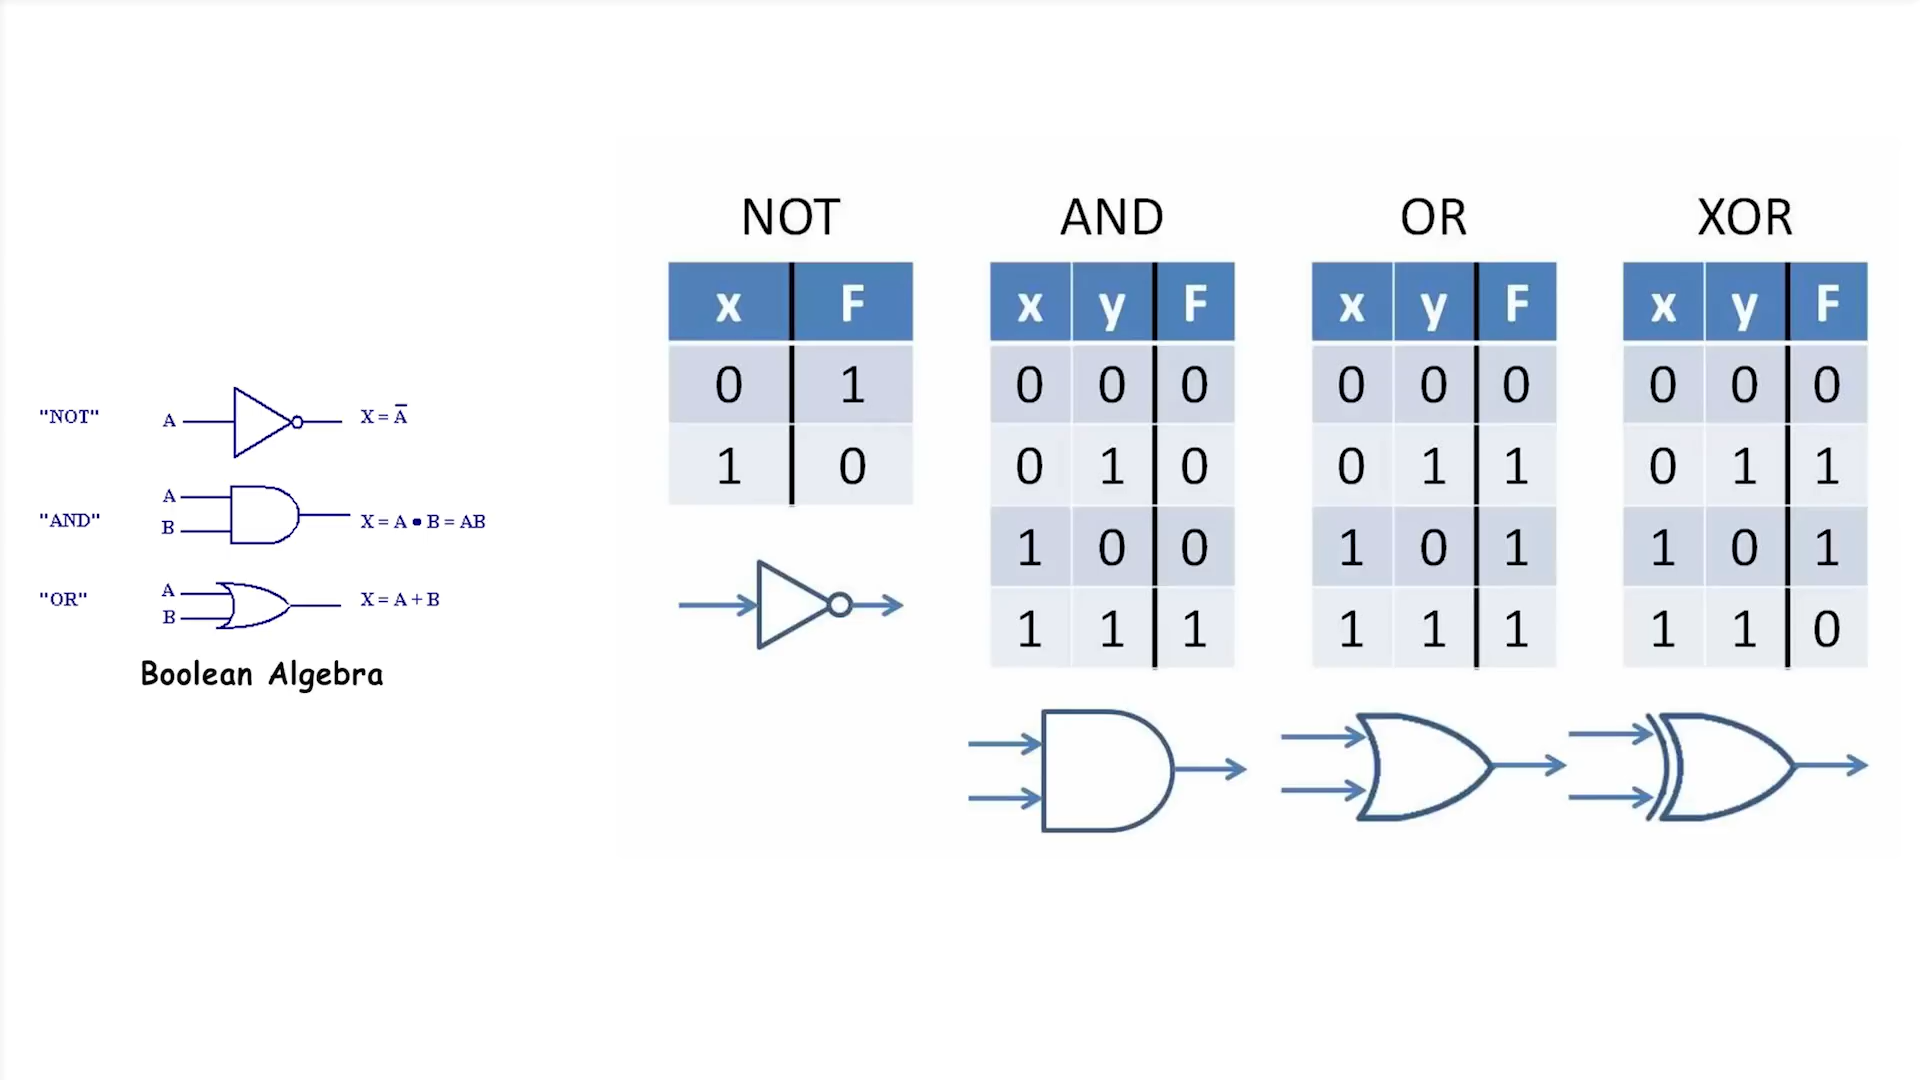 "NOT" A X = A̅
"AND" A B X = A • B = AB
"OR" A B X = A + B
Boolean Algebra
NOT
x F
0 1
1 0
AND
x y F
0 0 0
0 1 0
1 0 0
1 1 1
OR
x y F
0 0 0
0 1 1
1 0 1
1 1 1
XOR
x y F
0 0 0
0 1 1
1 0 1
1 1 0